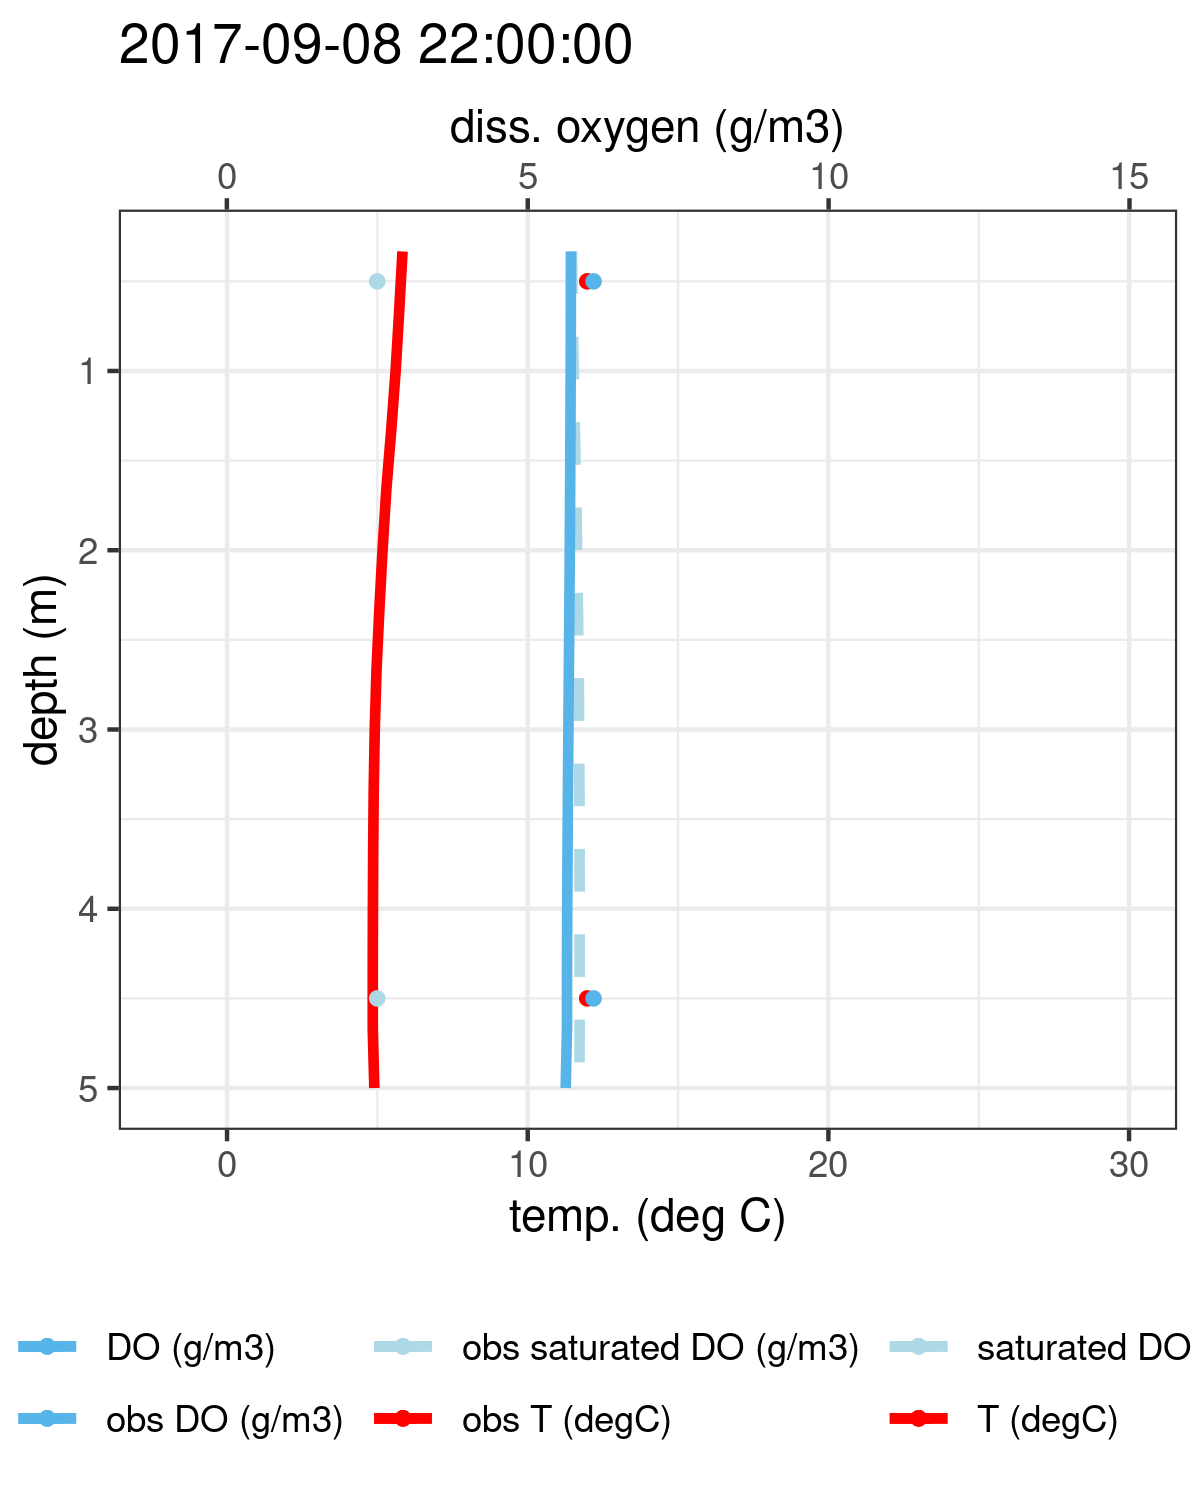 2017-09-08 22:00:00
diss. oxygen (g/m3)
0 5 10 15
depth (m)
1
2
3
4
5
0 10 20 30
temp. (deg C)
DO (g/m3) obs saturated DO (g/m3) saturated DO
obs DO (g/m3) obs T (degC) T (degC)